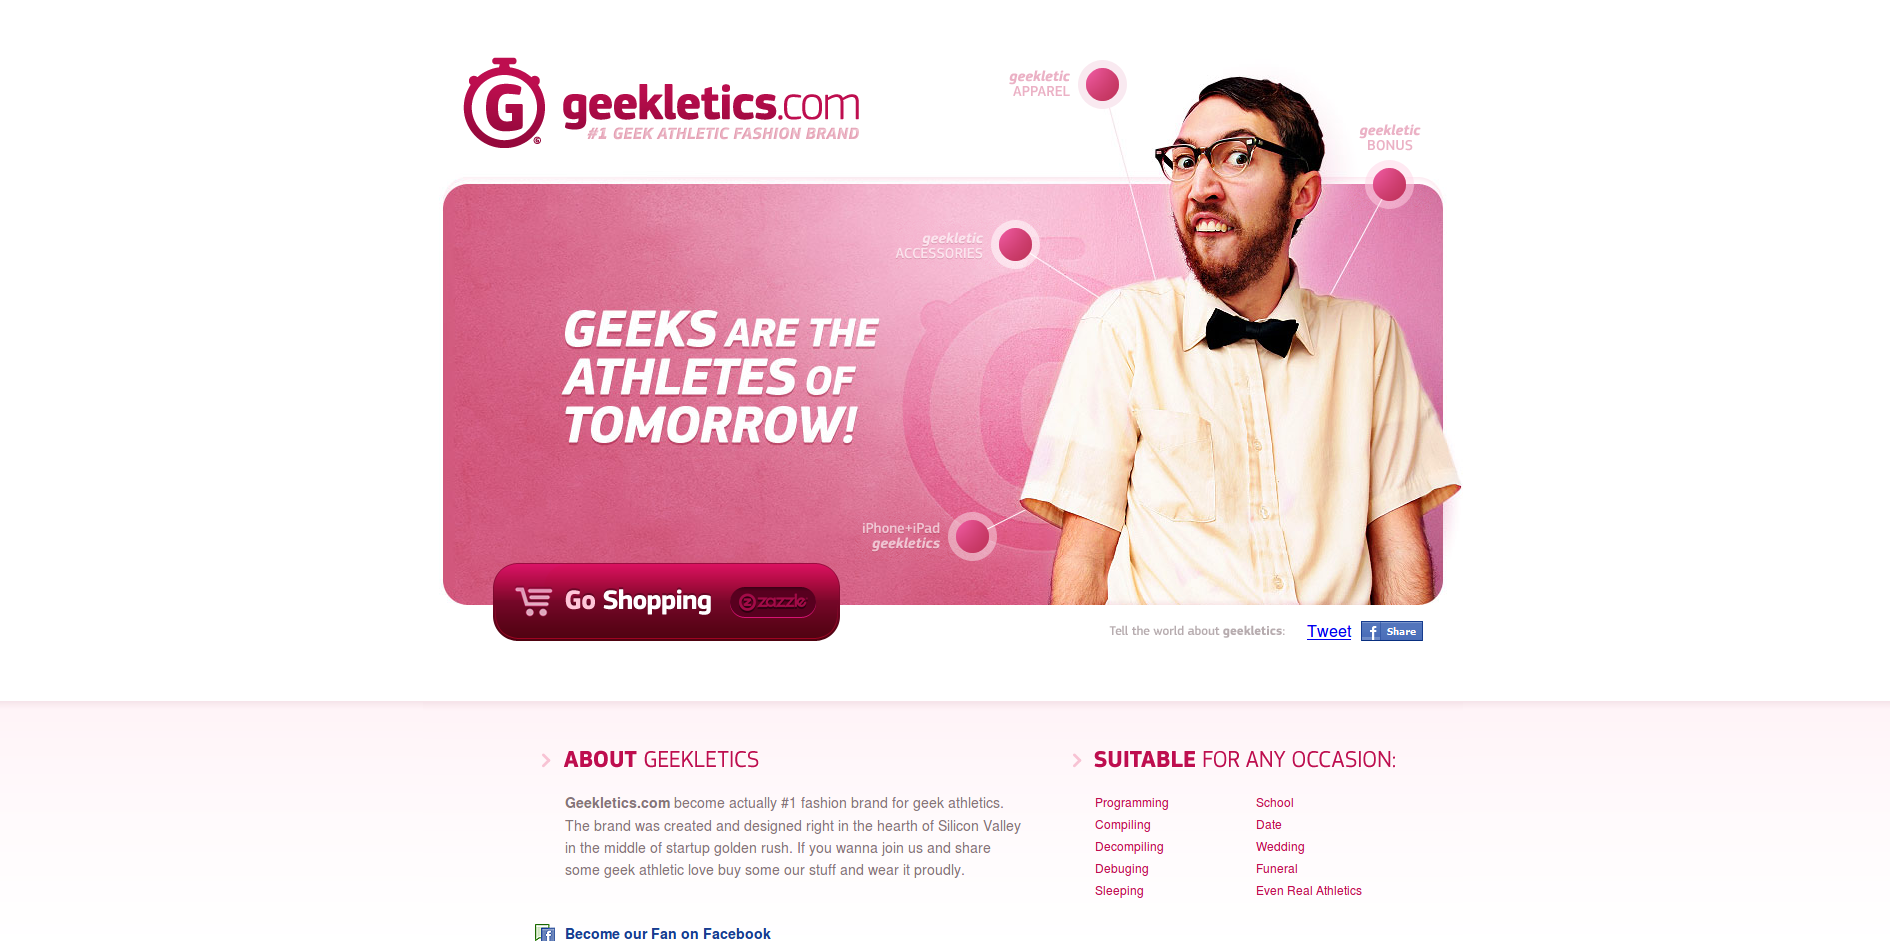 G
geekletics.com
#1 GEEK ATHLETIC FASHION BRAND
geekletic
APPAREL
geekletic
BONUS
geekletic
ACCESSORIES
GEEKS ARE THE
ATHLETES OF
TOMORROW!
iPhone+iPad
geekletics
Go Shopping zazzle
Tell the world about geekletics: Tweet Share
ABOUT GEEKLETICS
Geekletics.com become actually #1 fashion brand for geek athletics.
The brand was created and designed right in the hearth of Silicon Valley
in the middle of startup golden rush. If you wanna join us and share
some geek athletic love buy some our stuff and wear it proudly.
Become our Fan on Facebook
SUITABLE FOR ANY OCCASION:
Programming
Compiling
Decompiling
Debuging
Sleeping
School
Date
Wedding
Funeral
Even Real Athletics